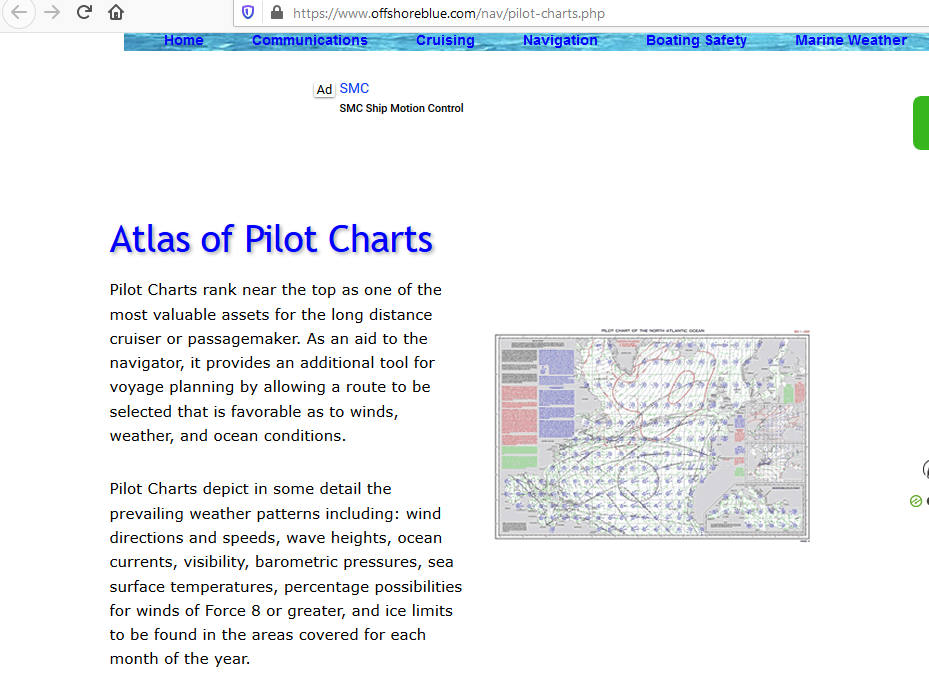 https://www.offshoreblue.com/nav/pilot-charts.php
Home Communications Cruising Navigation Boating Safety Marine Weather
Ad SMC
SMC Ship Motion Control
Atlas of Pilot Charts
Pilot Charts rank near the top as one of the
most valuable assets for the long distance
cruiser or passagemaker. As an aid to the
navigator, it provides an additional tool for
voyage planning by allowing a route to be
selected that is favorable as to winds,
weather, and ocean conditions.
PILOT CHART OF THE NORTH ATLANTIC OCEAN
Pilot Charts depict in some detail the
prevailing weather patterns including: wind
directions and speeds, wave heights, ocean
currents, visibility, barometric pressures, sea
surface temperatures, percentage possibilities
for winds of Force 8 or greater, and ice limits
to be found in the areas covered for each
month of the year.